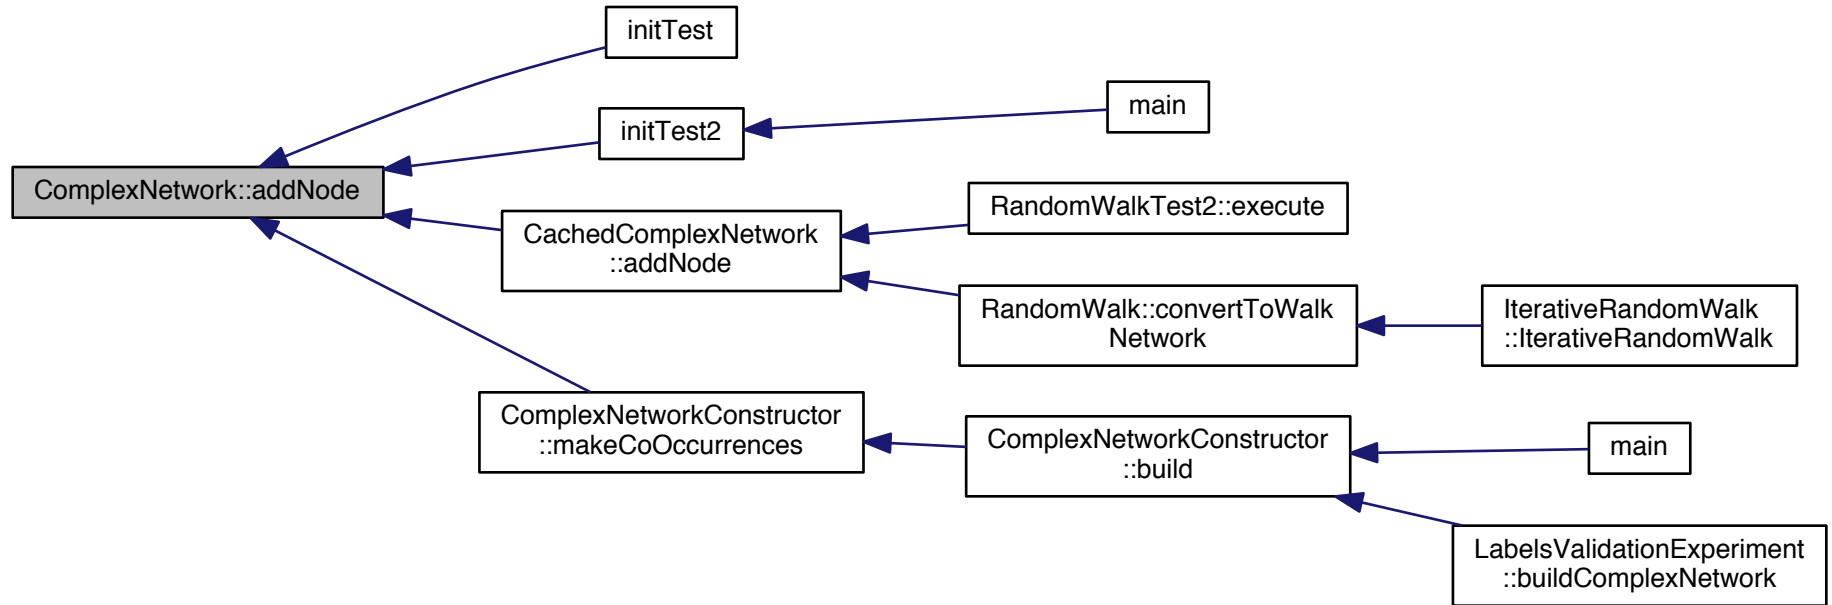 initTest
main
initTest2
ComplexNetwork::addNode
RandomWalkTest2::execute
CachedComplexNetwork
::addNode
RandomWalk::convertToWalk
Network
IterativeRandomWalk
::IterativeRandomWalk
ComplexNetworkConstructor
::makeCoOccurrences
ComplexNetworkConstructor
::build
main
LabelsValidationExperiment
::buildComplexNetwork